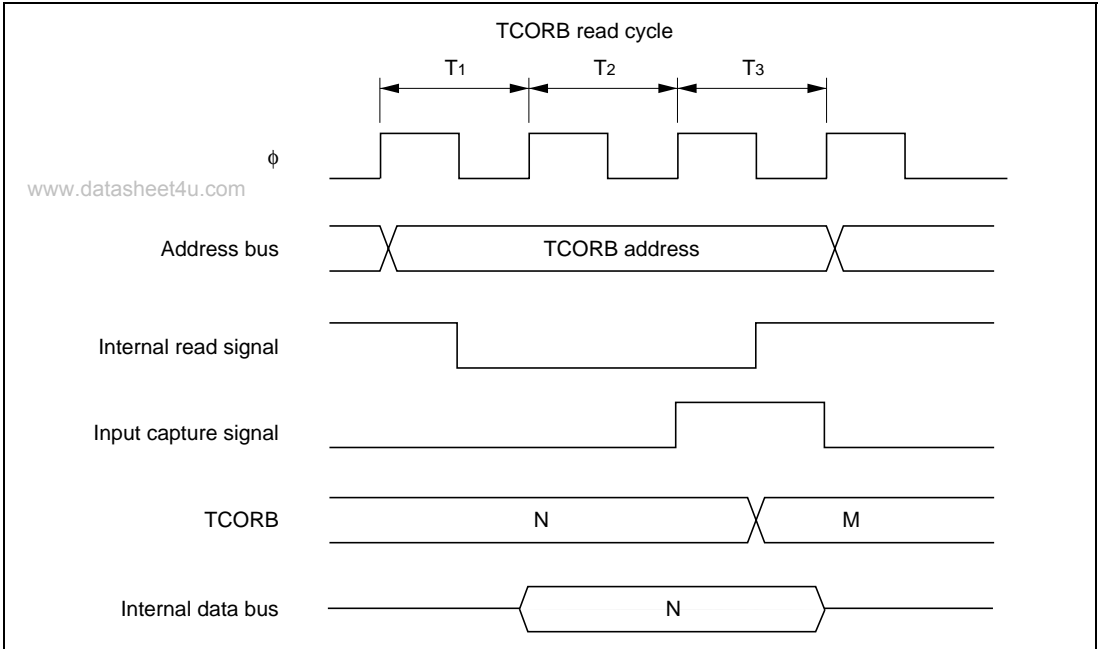 TCORB read cycle
T1 T2 T3
φ
www.datasheet4u.com
Address bus TCORB address
Internal read signal
Input capture signal
TCORB N M
Internal data bus N